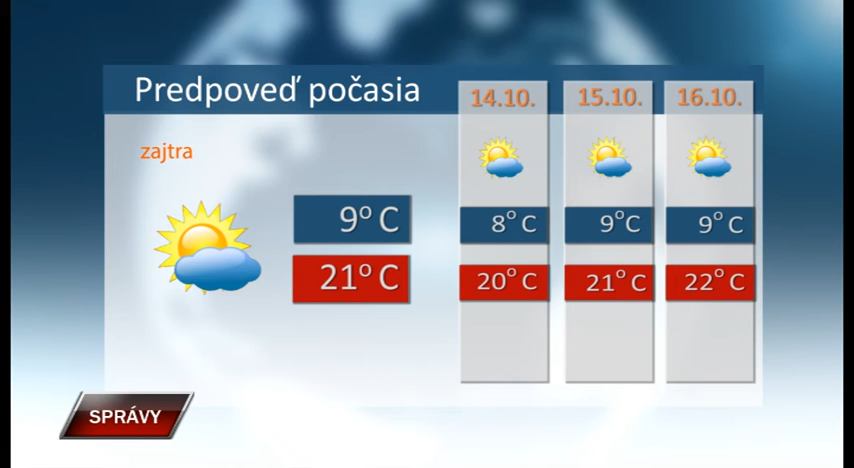 Predpoveď počasia
zajtra
9° C
21° C
14.10.
8° C
20° C
15.10.
9°C
21° C
16.10.
9° C
22° C
SPRÁVY